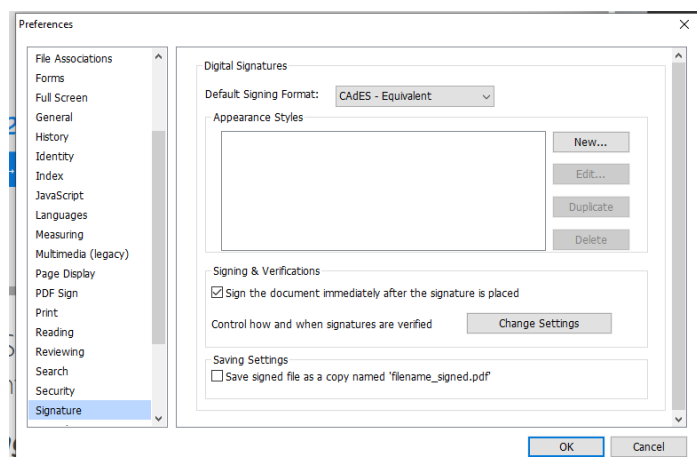 Preferences
File Associations
Forms
Full Screen
General
History
Identity
Index
JavaScript
Languages
Measuring
Multimedia (legacy)
Page Display
PDF Sign
Print
Reading
Reviewing
Search
Security
Signature
Digital Signatures
Default Signing Format: CAdES - Equivalent
Appearance Styles
New...
Edit...
Duplicate
Delete
Signing & Verifications
Sign the document immediately after the signature is placed
Control how and when signatures are verified Change Settings
Saving Settings
Save signed file as a copy named 'filename_signed.pdf'
OK Cancel